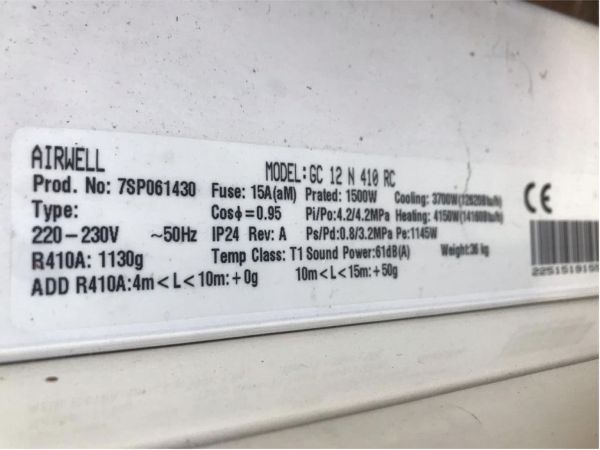 AIRWELL
MODEL: GC 12 N 410 RC
Prod. No: 7SP061430 Fuse: 15A(aM) Prated: 1500W Cooling: 3700W(12620Btu/h)
Type: Cosϕ=0.95 Pi/Po:4.2/4.2MPa Heating: 4150W(14160Btu/h)
220-230V ~50Hz IP24 Rev: A Ps/Pd:0.8/3.2MPa Pe:1145W
R410A: 1130g Temp Class: T1 Sound Power:61dB(A) Weight:36 kg
ADD R410A:4m<L<10m:+0g 10m<L<15m:+50g
CE